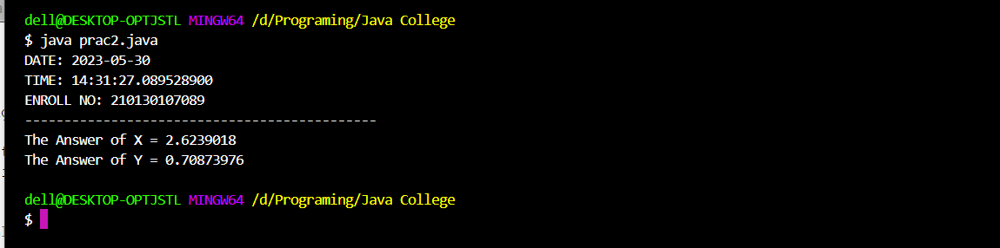 dell@DESKTOP-OPTJSTL MINGW64 /d/Programing/Java College
$ java prac2.java
DATE: 2023-05-30
TIME: 14:31:27.089528900
ENROLL NO: 210130107089
---------------------------------------------
The Answer of X = 2.6239018
The Answer of Y = 0.70873976
dell@DESKTOP-OPTJSTL MINGW64 /d/Programing/Java College
$